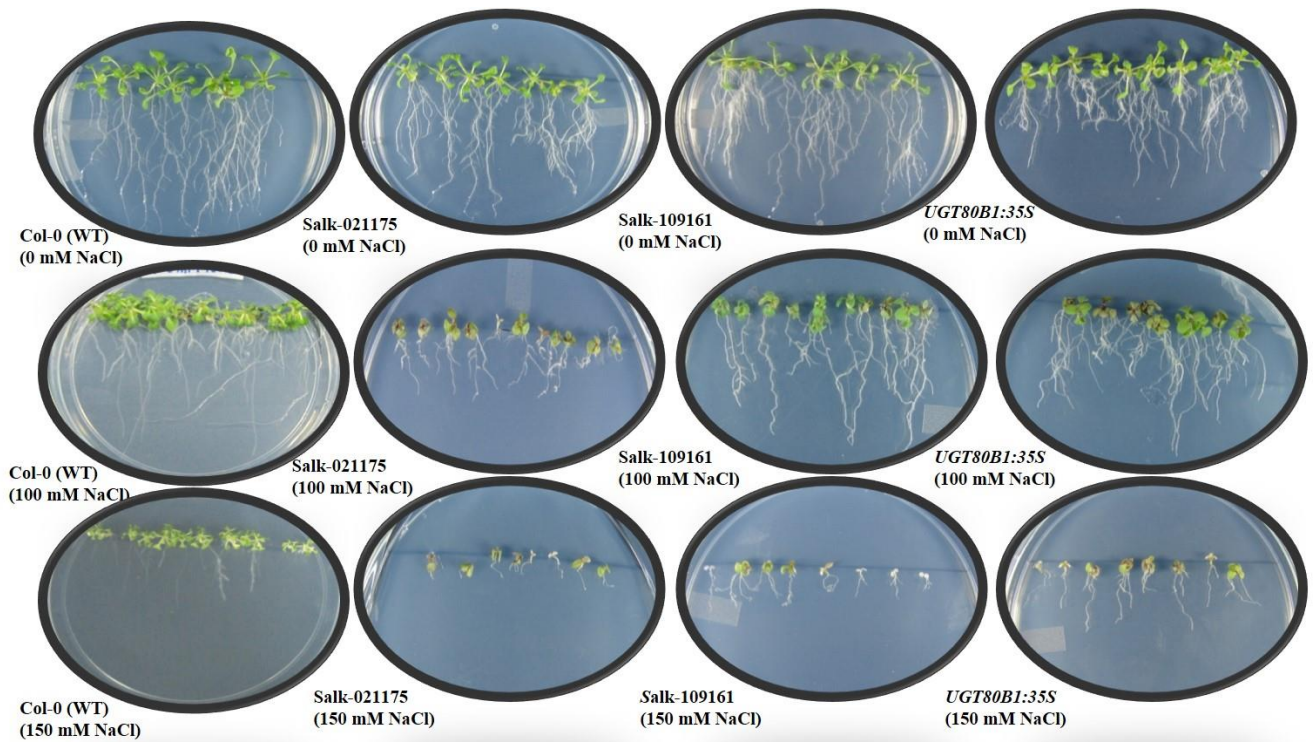 Col-0 (WT)
(0 mM NaCl)
Salk-021175
(0 mM NaCl)
Salk-109161
(0 mM NaCl)
UGT80B1:35S
(0 mM NaCl)
Col-0 (WT)
(100 mM NaCl)
Salk-021175
(100 mM NaCl)
Salk-109161
(100 mM NaCl)
UGT80B1:35S
(100 mM NaCl)
Col-0 (WT)
(150 mM NaCl)
Salk-021175
(150 mM NaCl)
Salk-109161
(150 mM NaCl)
UGT80B1:35S
(150 mM NaCl)